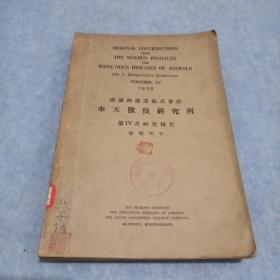 ORIGINAL CONTRIBUTIONS
FROM
THE MUKDEN INSTITUTE
FOR
INFECTIOUS DISEASES OF ANIMALS
VOLUME IV
1936
南滿洲鐵道株式會社
奉天獸疫研究所
第IV次研究報告
THE MUKDEN INSTITUTE
FOR INFECTIOUS DISEASES OF ANIMALS,
THE SOUTH MANCHURIA RAILWAY COMPANY,
MUKDEN, MANCHURIA.